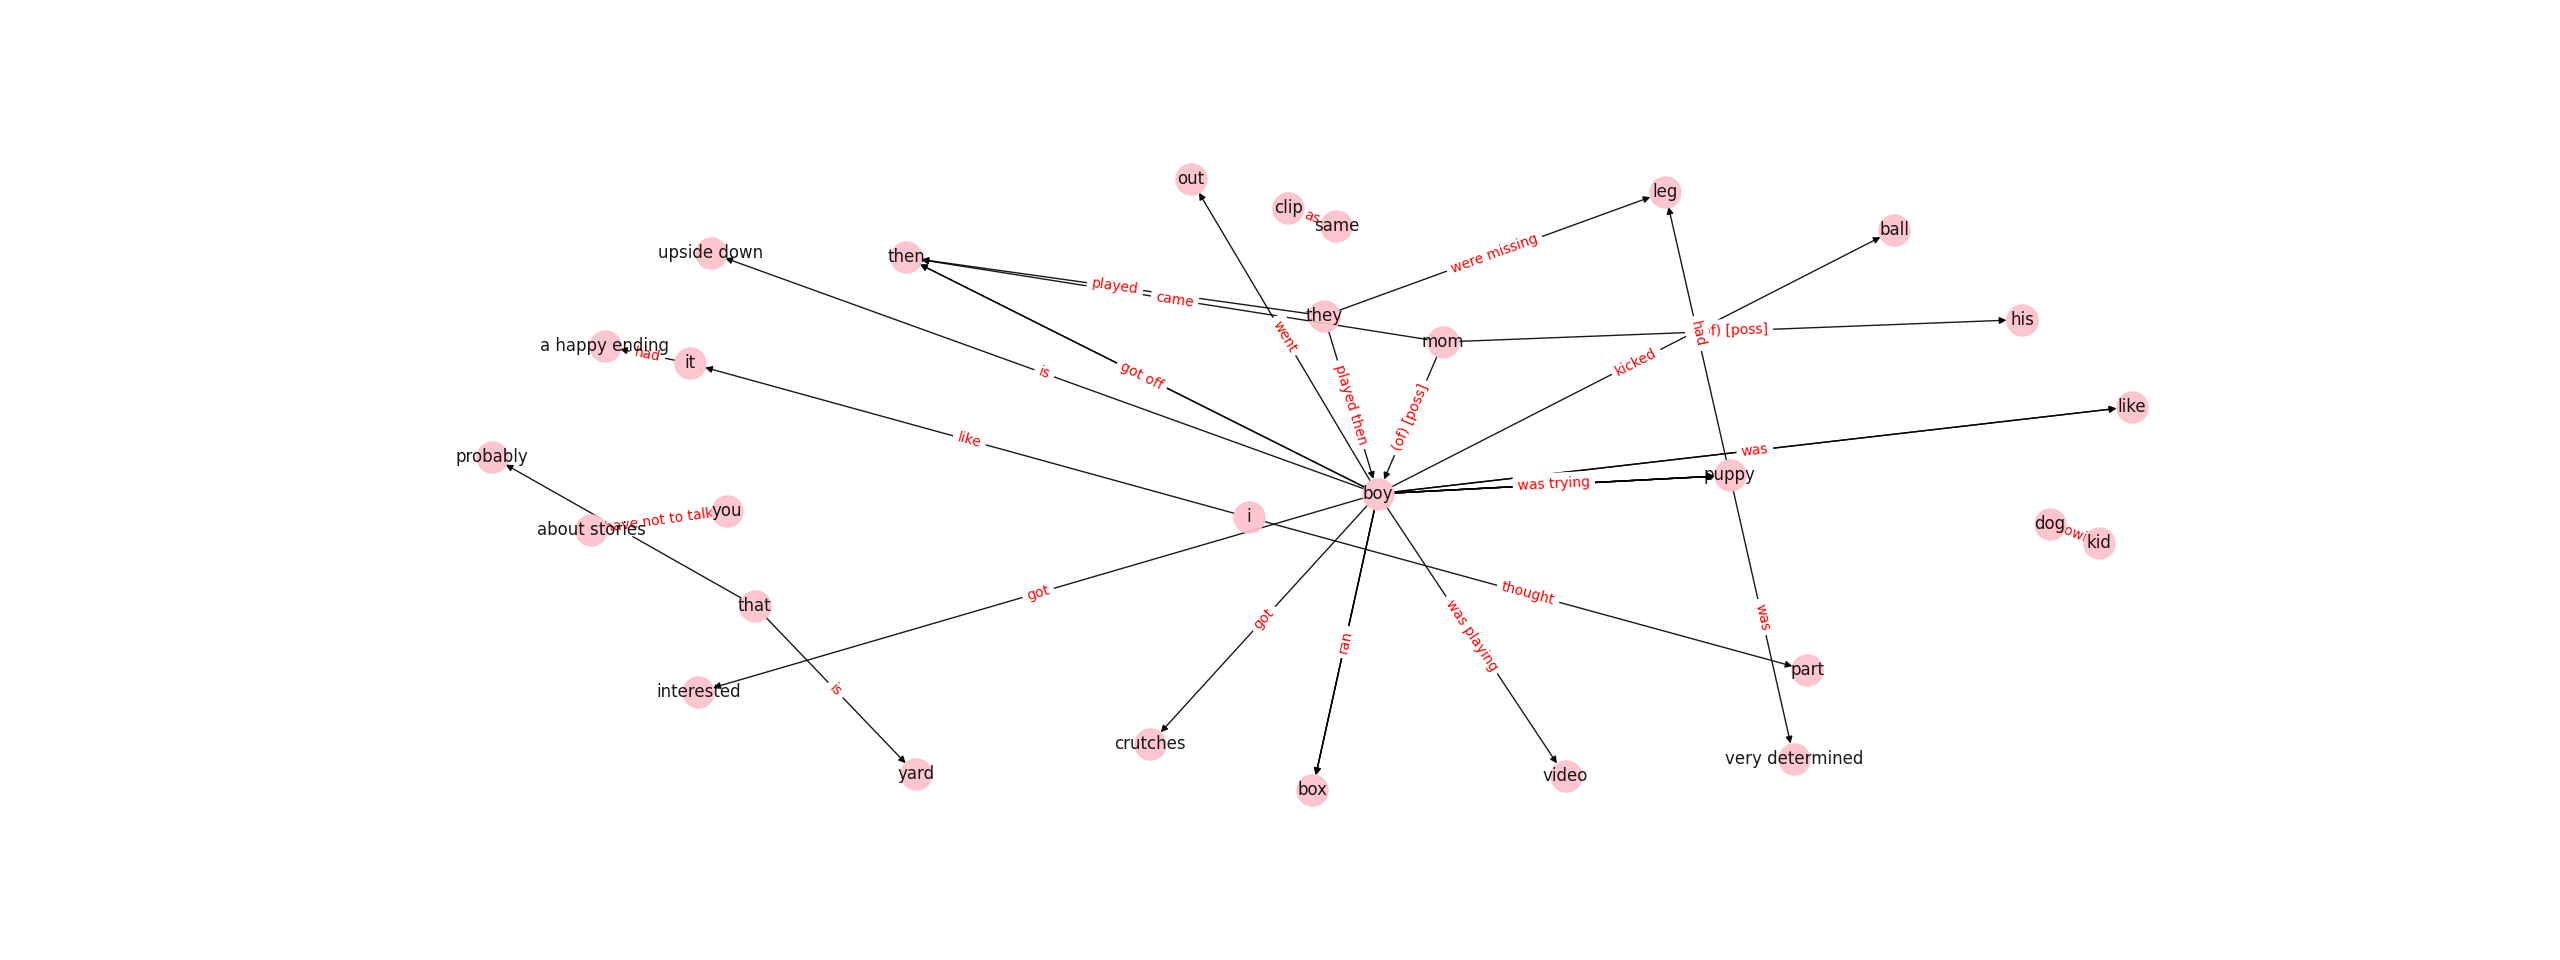 out
clip
as
same
leg
ball
upside down
then
played
came
were missing
they
his
a happy ending
had
it
mom
had
[poss]
went
is
got off
played then
(of) [poss]
kicked
like
like
was
probably
puppy
was trying
boy
you
not to talk
about stories
i
dog
kid
that
got
got
thought
was
ran
was playing
part
is
interested
crutches
very determined
yard
box
video